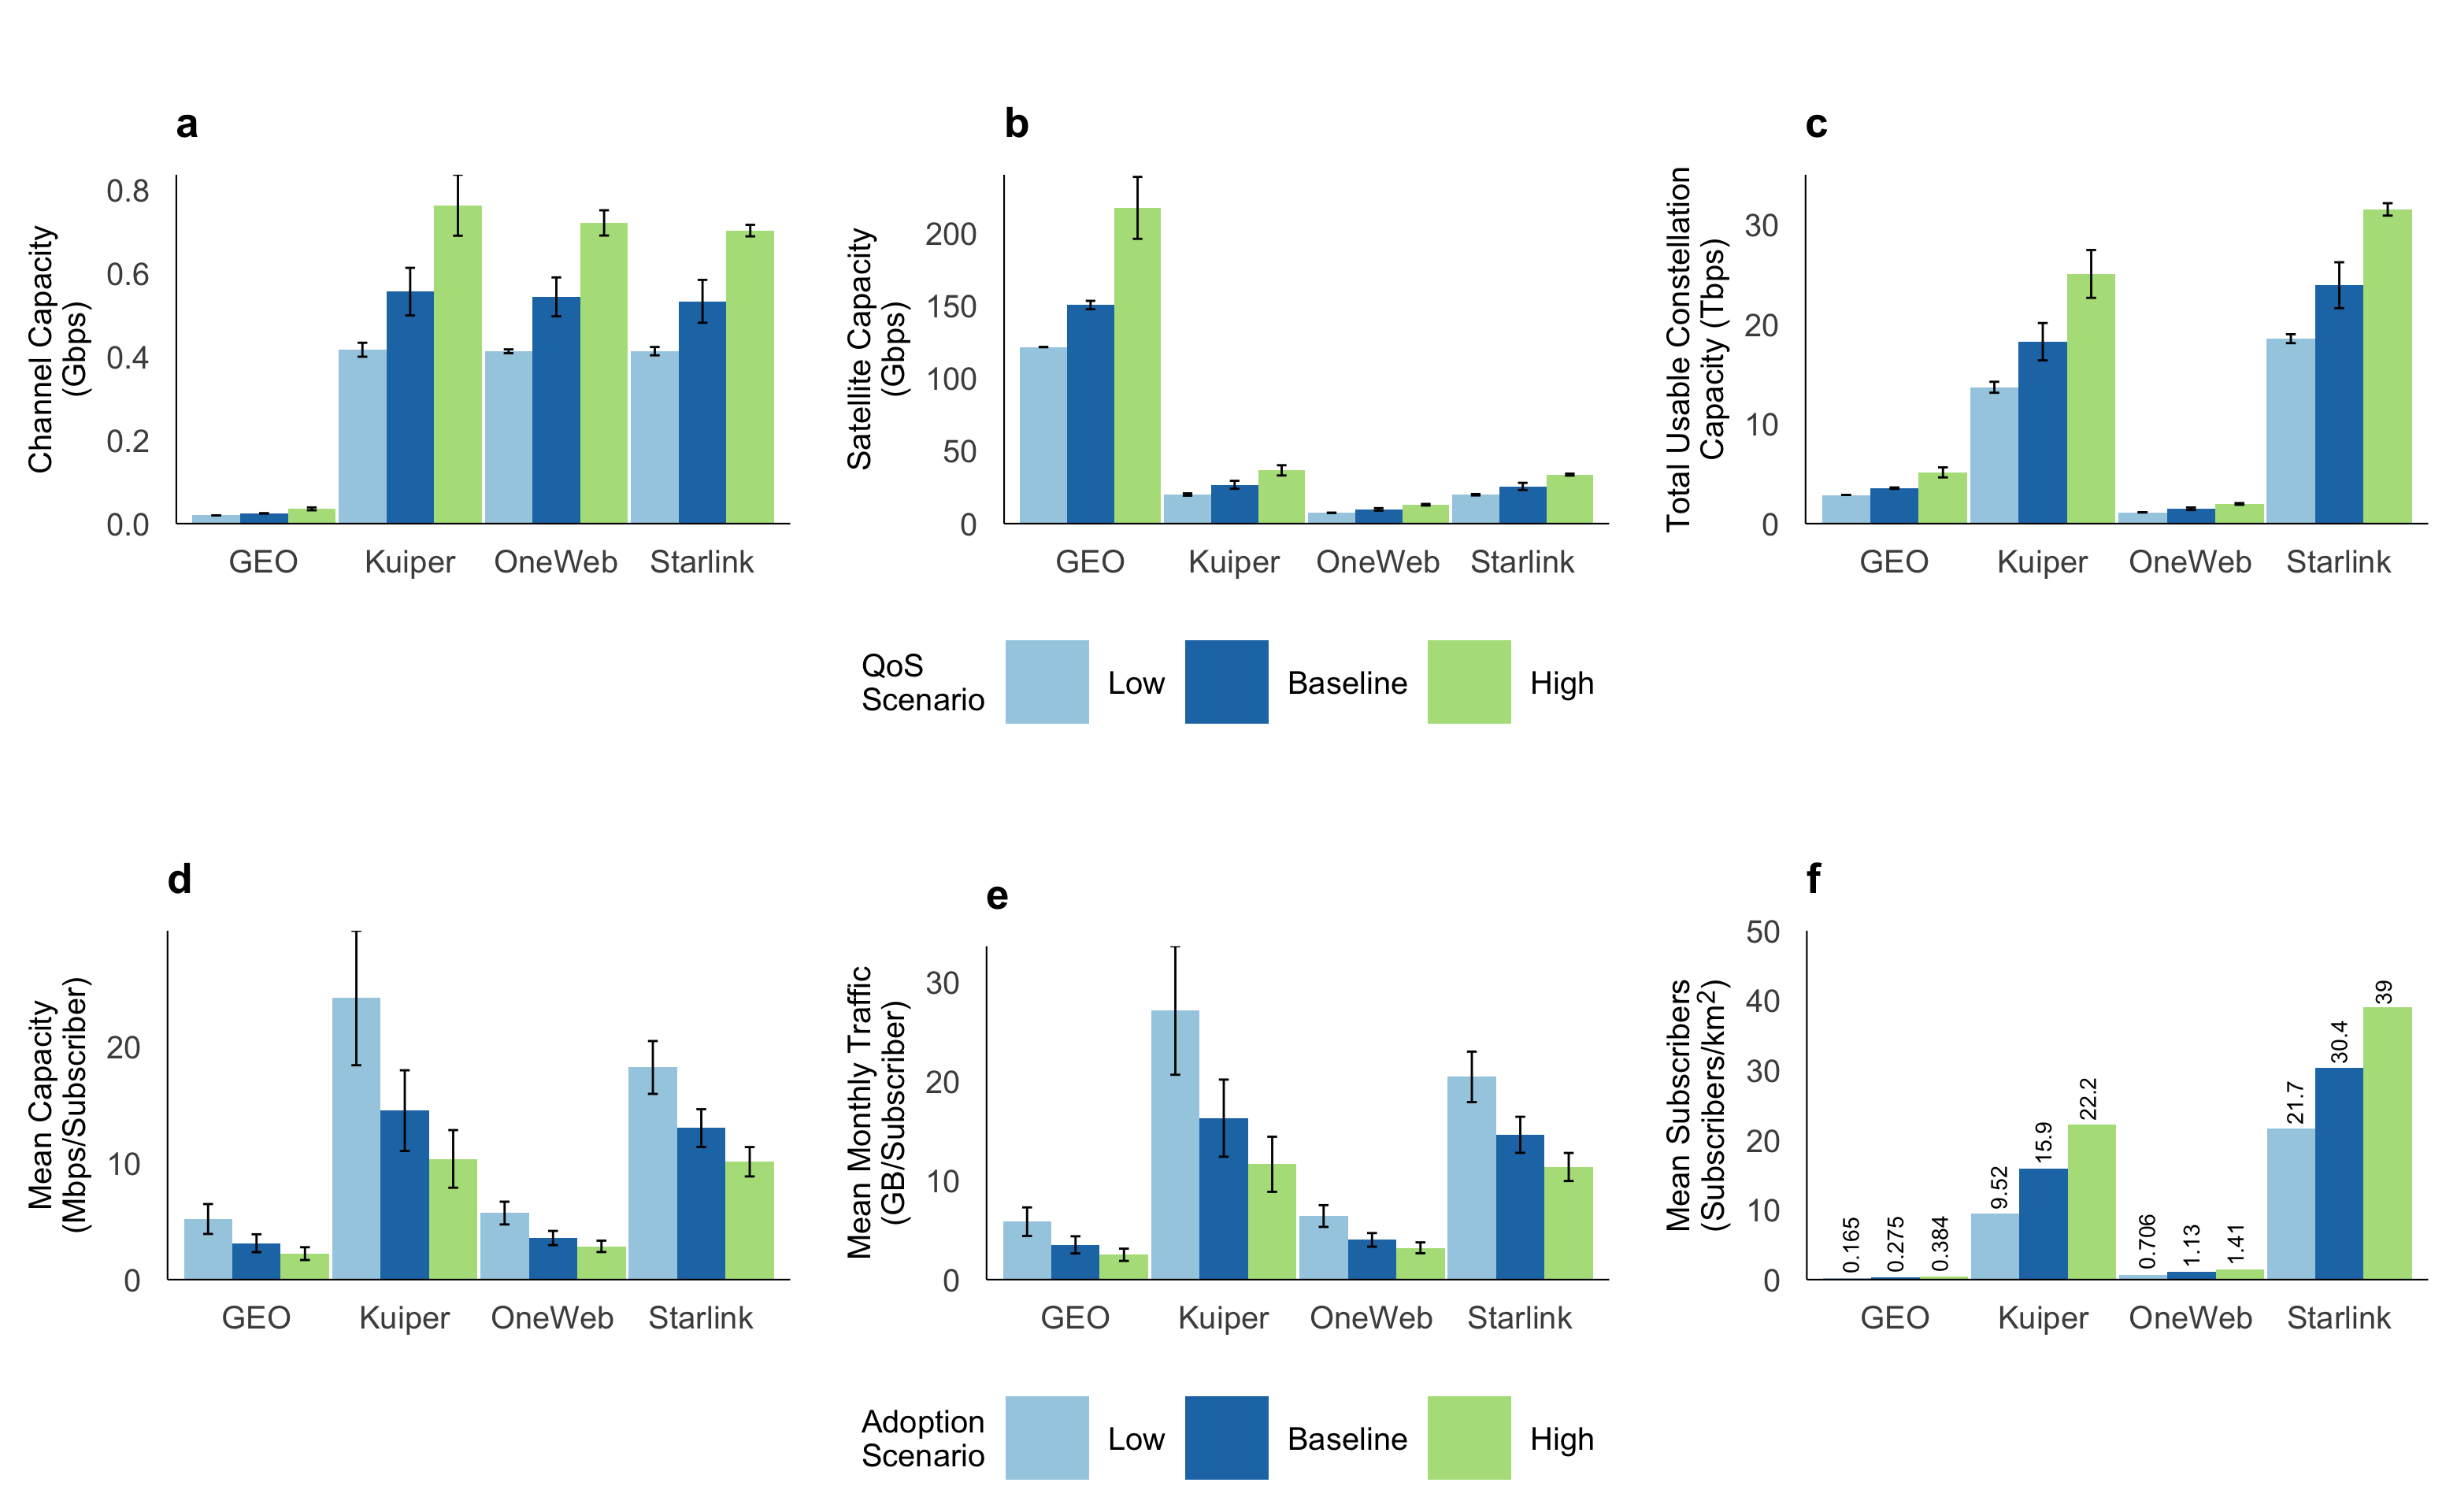 a
Channel Capacity
(Gbps)
0.8
0.6
0.4
0.2
0.0
GEO
Kuiper
OneWeb
Starlink
b
Satellite Capacity
(Gbps)
200
150
100
50
0
GEO
Kuiper
OneWeb
Starlink
c
Total Usable Constellation
Capacity (Tbps)
30
20
10
0
GEO
Kuiper
OneWeb
Starlink
QoS
Scenario
Low
Baseline
High
d
Mean Capacity
(Mbps/Subscriber)
20
10
0
GEO
Kuiper
OneWeb
Starlink
e
Mean Monthly Traffic
(GB/Subscriber)
30
20
10
0
GEO
Kuiper
OneWeb
Starlink
f
Mean Subscribers
(Subscribers/km²)
50
40
30
20
10
0
0.165
0.275
0.384
9.52
15.9
22.2
0.706
1.13
1.41
21.7
30.4
39
GEO
Kuiper
OneWeb
Starlink
Adoption
Scenario
Low
Baseline
High